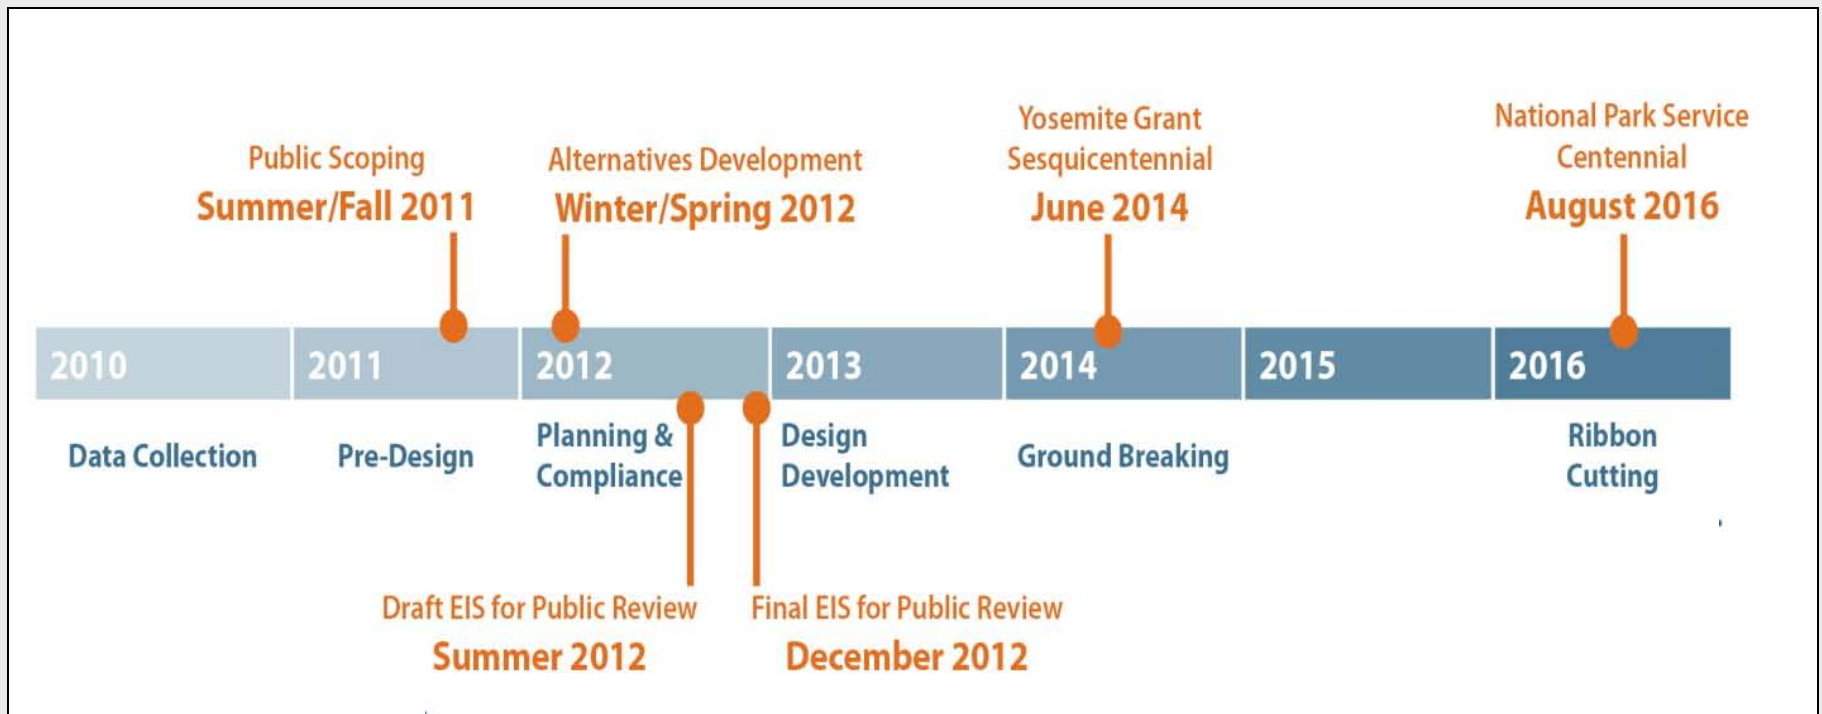 Public Scoping
Summer/Fall 2011
Alternatives Development
Winter/Spring 2012
Yosemite Grant
Sesquicentennial
June 2014
National Park Service
Centennial
August 2016
2010
2011
2012
2013
2014
2015
2016
Data Collection
Pre-Design
Planning &
Compliance
Design
Development
Ground Breaking
Ribbon
Cutting
Draft EIS for Public Review
Summer 2012
Final EIS for Public Review
December 2012